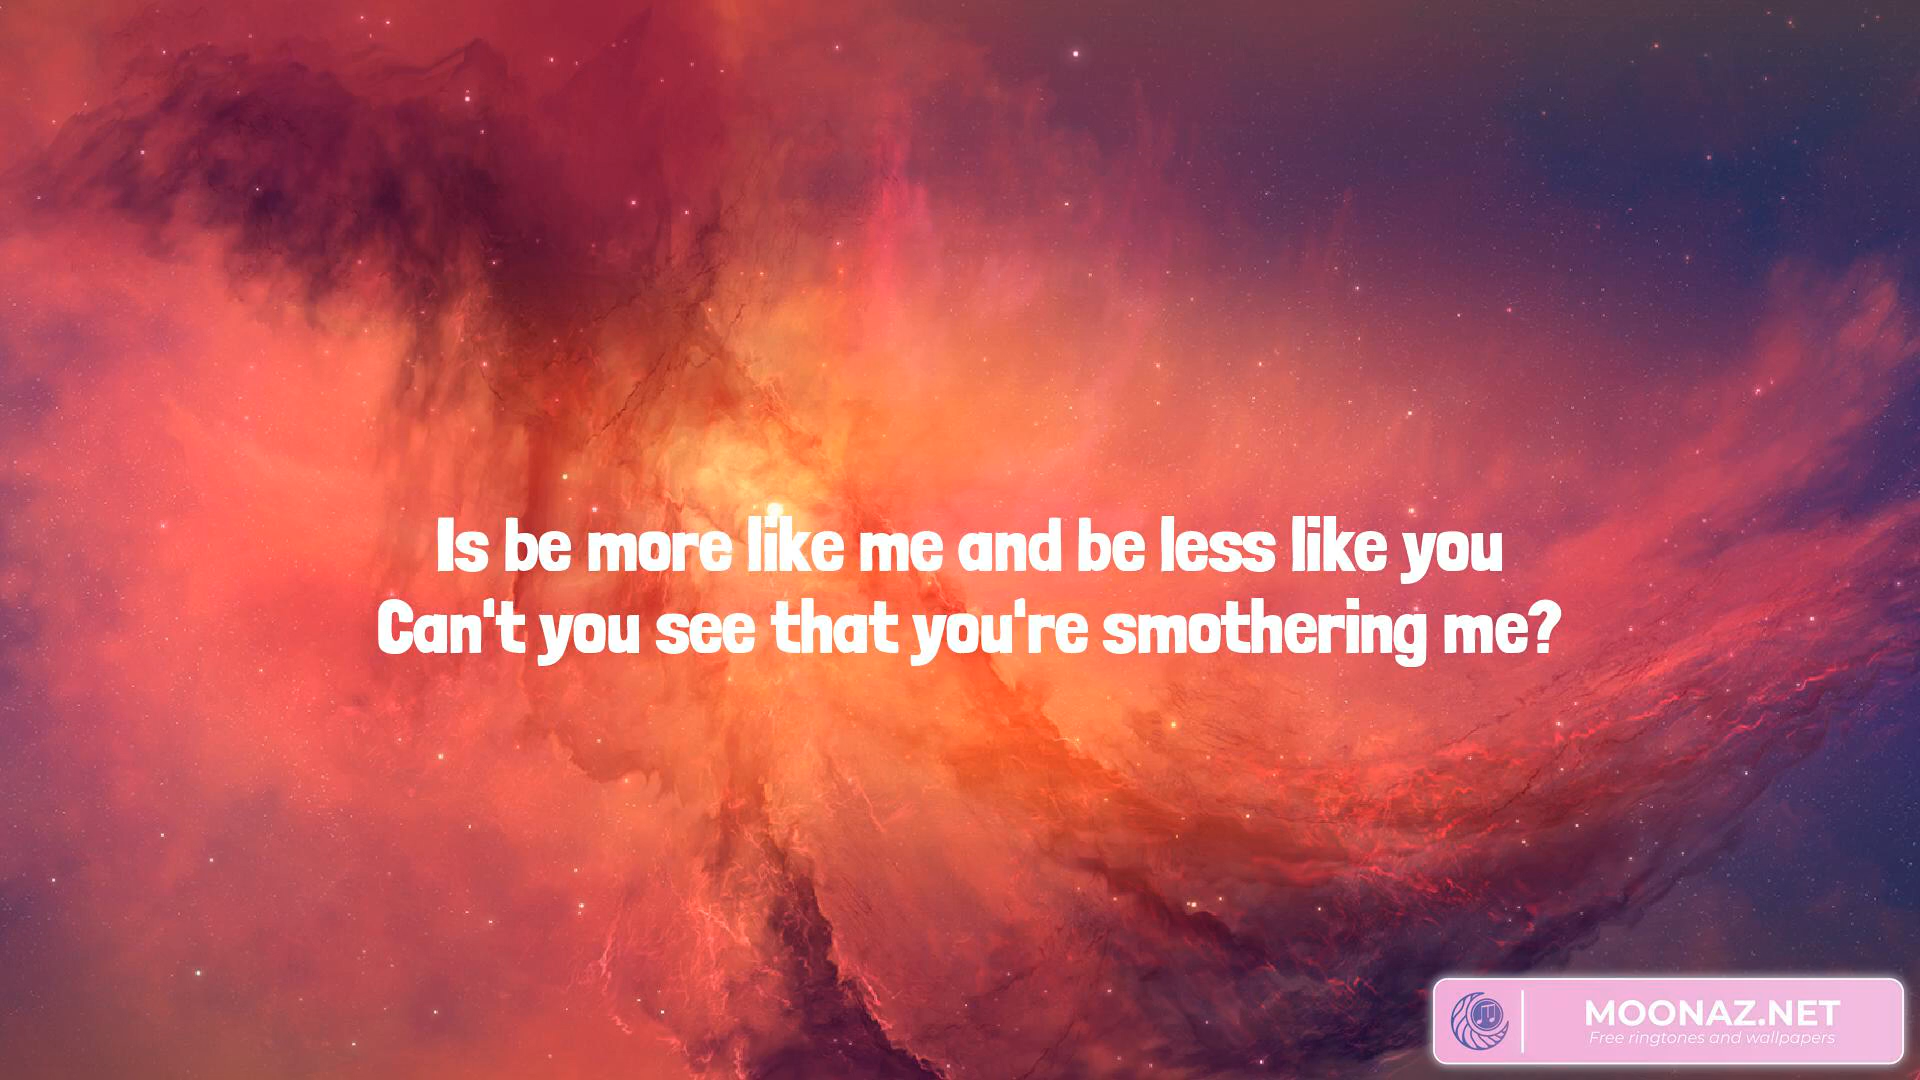 Is be more like me and be less like you
Can't you see that you're smothering me?
MOONAZ.NET
Free ringtones and wallpapers